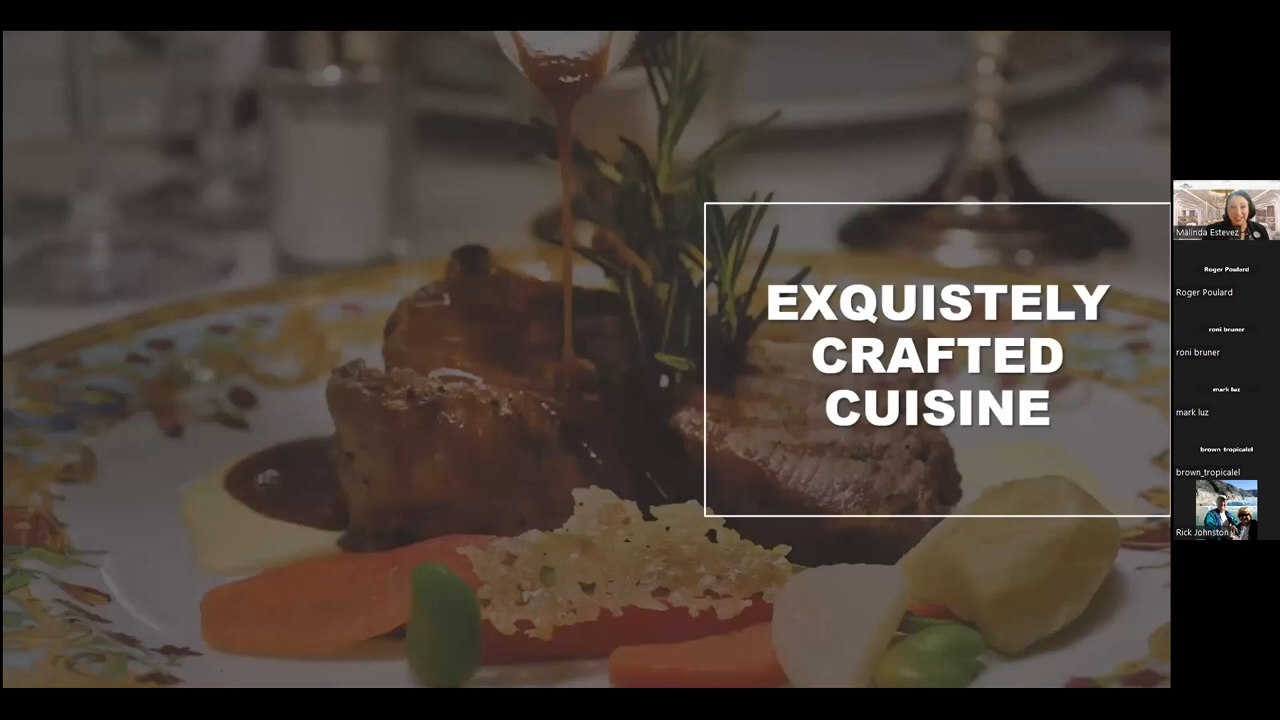 EXQUISTELY
CRAFTED
CUISINE
Malinda Estevez
Roger Poulard
Roger Poulard
roni bruner
roni bruner
mark luz
mark luz
brown_tropicalel
brown_tropicalel
Rick Johnston